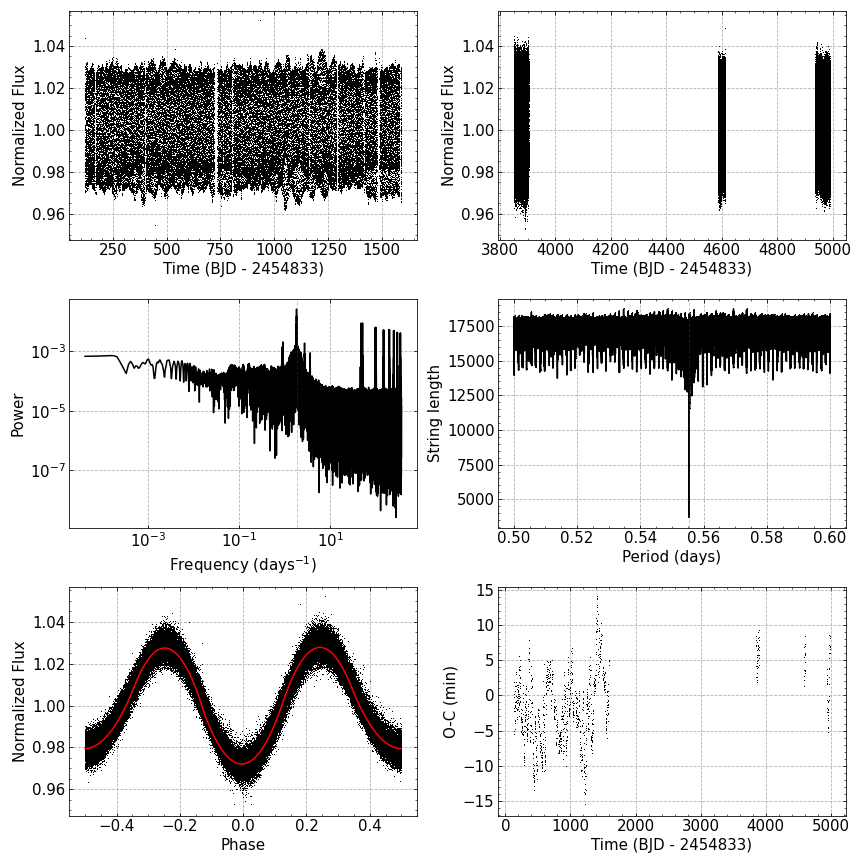 1.04
1.02
1.00
0.98
0.96
Normalized Flux
250 500 750 1000 1250 1500
Time (BJD - 2454833)
1.04
1.02
1.00
0.98
0.96
Normalized Flux
3800 4000 4200 4400 4600 4800 5000
Time (BJD - 2454833)
10⁻³
10⁻⁵
10⁻⁷
Power
10⁻³ 10⁻¹ 10¹
Frequency (days⁻¹)
17500
15000
12500
10000
7500
5000
String length
0.50 0.52 0.54 0.56 0.58 0.60
Period (days)
1.04
1.02
1.00
0.98
0.96
Normalized Flux
−0.4 −0.2 0.0 0.2 0.4
Phase
15
10
5
0
−5
−10
−15
O-C (min)
0 1000 2000 3000 4000 5000
Time (BJD - 2454833)